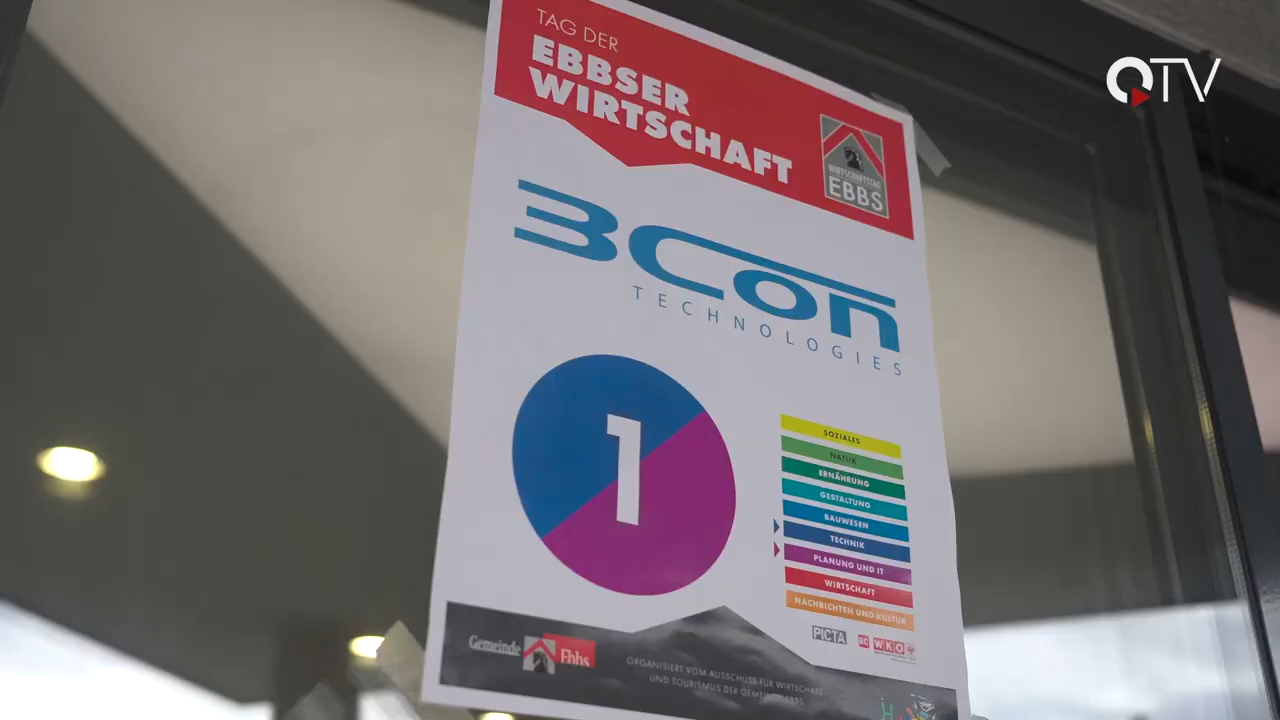 QTV
TAG DER
EBBSER
WIRTSCHAFT
WIRTSCHAFTSTAG
EBBS
3CON
TECHNOLOGIES
1
SOZIALES
NATUR
ERNÄHRUNG
GESTALTUNG
BAUWESEN
TECHNIK
PLANUNG UND IT
WIRTSCHAFT
NACHRICHTEN UND KULTUR
PICTA
WKO
Gemeinde Ebbs
ORGANISIERT VOM AUSSCHUSS FÜR WIRTSCHAFT
UND TOURISMUS DER GEMEINDE EBBS